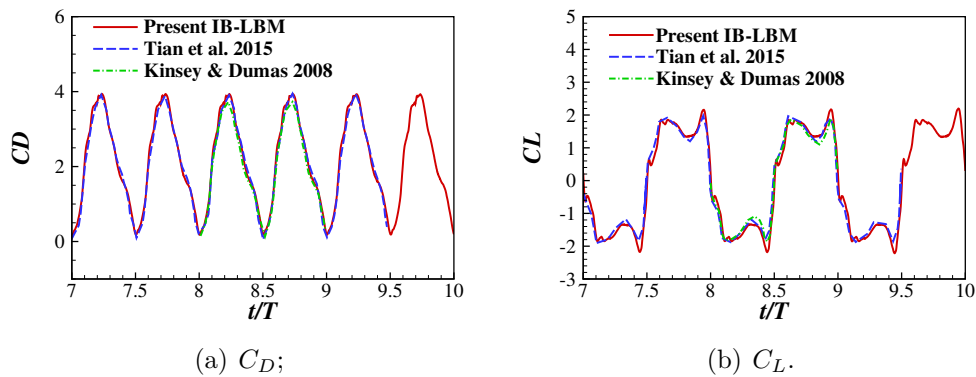 Present IB-LBM
Tian et al. 2015
Kinsey & Dumas 2008
CD
6
4
2
0
7 7.5 8 8.5 9 9.5 10
t/T
(a) C_D;
Present IB-LBM
Tian et al. 2015
Kinsey & Dumas 2008
CL
5
4
3
2
1
0
-1
-2
-3
7 7.5 8 8.5 9 9.5 10
t/T
(b) C_L.